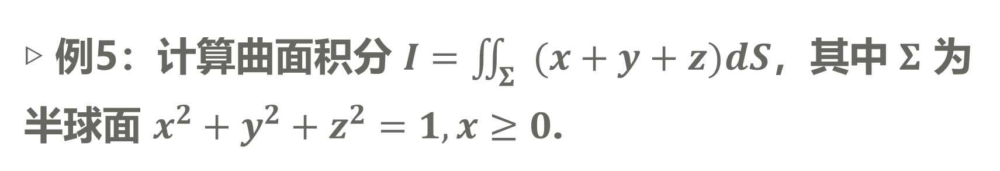 ▷ 例5：计算曲面积分 I = ∬_Σ (x + y + z)dS，其中 Σ 为
半球面 x² + y² + z² = 1, x ≥ 0.